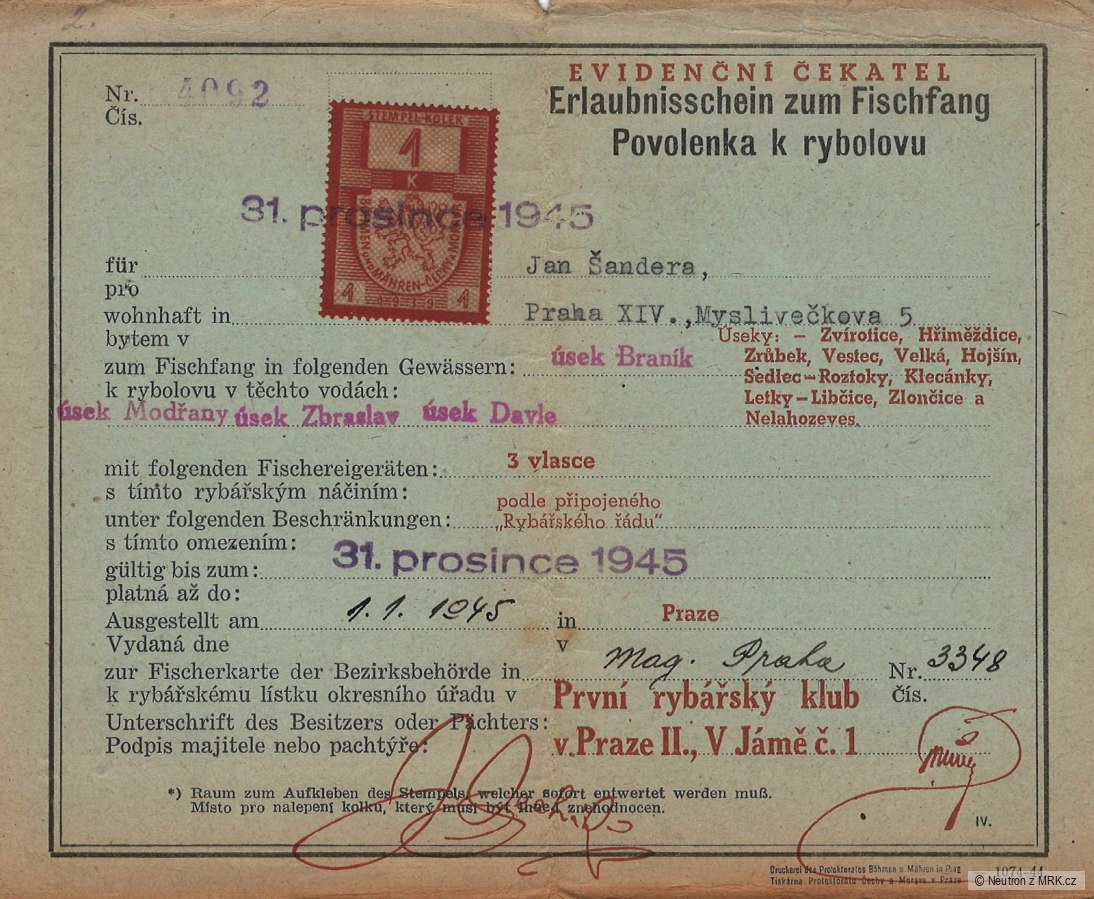 2.
EVIDENČNÍ ČEKATEL
Nr. 4092
Čís.
Erlaubnisschein zum Fischfang
Povolenka k rybolovu
STEMPEL-KOLEK
1
K
BÖHMEN UND MÄHREN-ČECHY A MORAVA
1 1939 1
31. prosince 1945
für Jan Šandera,
pro
wohnhaft in Praha XIV.,Myslivečkova 5
bytem v
zum Fischfang in folgenden Gewässern: úsek Braník
k rybolovu v těchto vodách:
Úseky: – Zvírotice, Hřiměždice,
Zrůbek, Vestec, Velká, Hojšín,
Sedlec–Roztoky, Klecánky,
Letky–Libčice, Zlončice a
Nelahozeves.
úsek Modřany úsek Zbraslav úsek Davle
mit folgenden Fischereigeräten: 3 vlasce
s tímto rybářským náčiním:
podle připojeného
unter folgenden Beschränkungen: „Rybářského řádu"
s tímto omezením:
gültig bis zum: 31. prosince 1945
platná až do:
Ausgestellt am 1. 1. 1945 in Praze
Vydaná dne v
zur Fischerkarte der Bezirksbehörde in Mag. Praha Nr. 3348
k rybářskému lístku okresního úřadu v čís.
Unterschrift des Besitzers oder Pächters: První rybářský klub
Podpis majitele nebo pachtýře: v Praze II., V Jámě č. 1
*) Raum zum Aufkleben des Stempels, welcher sofort entwertet werden muß.
Místo pro nalepení kolku, který musí být ihned znehodnocen.
IV.
Druckerei des Protektorates Böhmen u. Mähren in Prag
Tiskárna Protektorátu Čechy a Morava v Praze 1074-44
© Neutron z MRK.cz